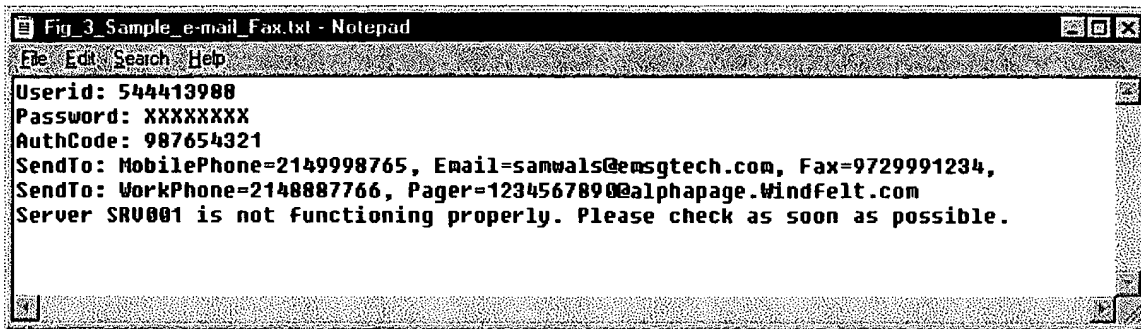 Fig_3_Sample_e-mail_Fax.txt - Notepad
File Edit Search Help
Userid: 544413988
Password: XXXXXXXX
AuthCode: 987654321
SendTo: MobilePhone=2149998765, Email=samwals@emsgtech.com, Fax=9729991234,
SendTo: WorkPhone=2148887766, Pager=1234567890@alphapage.Windfelt.com
Server SRV001 is not functioning properly. Please check as soon as possible.